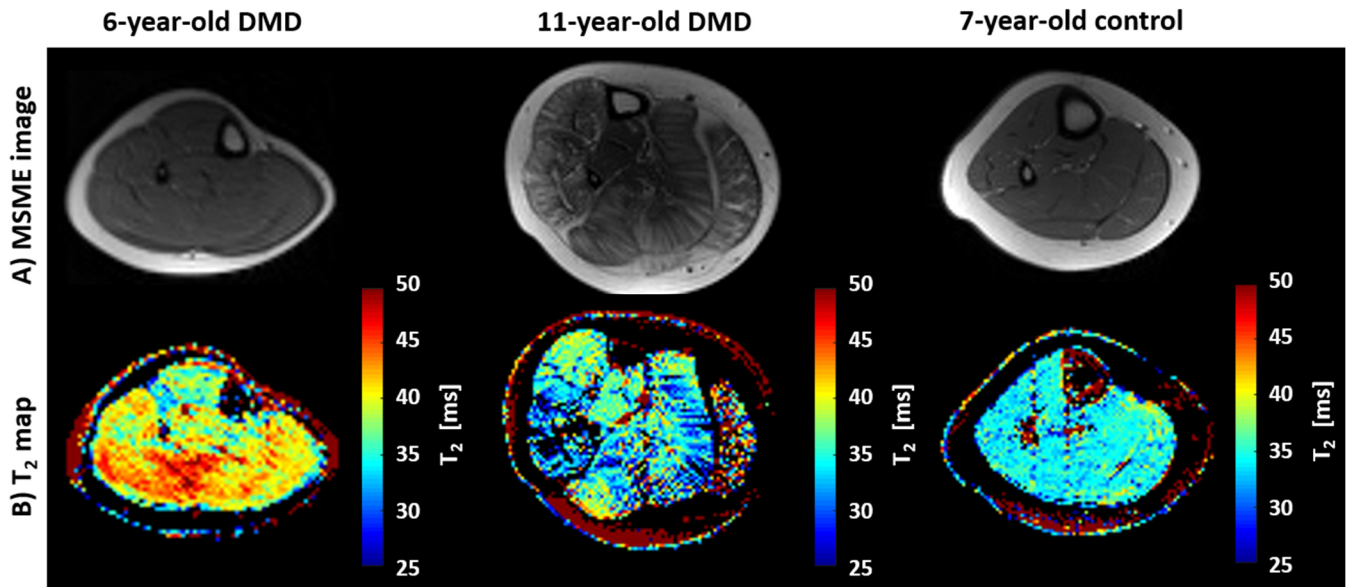 6-year-old DMD
11-year-old DMD
7-year-old control
A) MSME image
B) T₂ map
50
45
40
35
30
25
T₂ [ms]
50
45
40
35
30
25
T₂ [ms]
50
45
40
35
30
25
T₂ [ms]